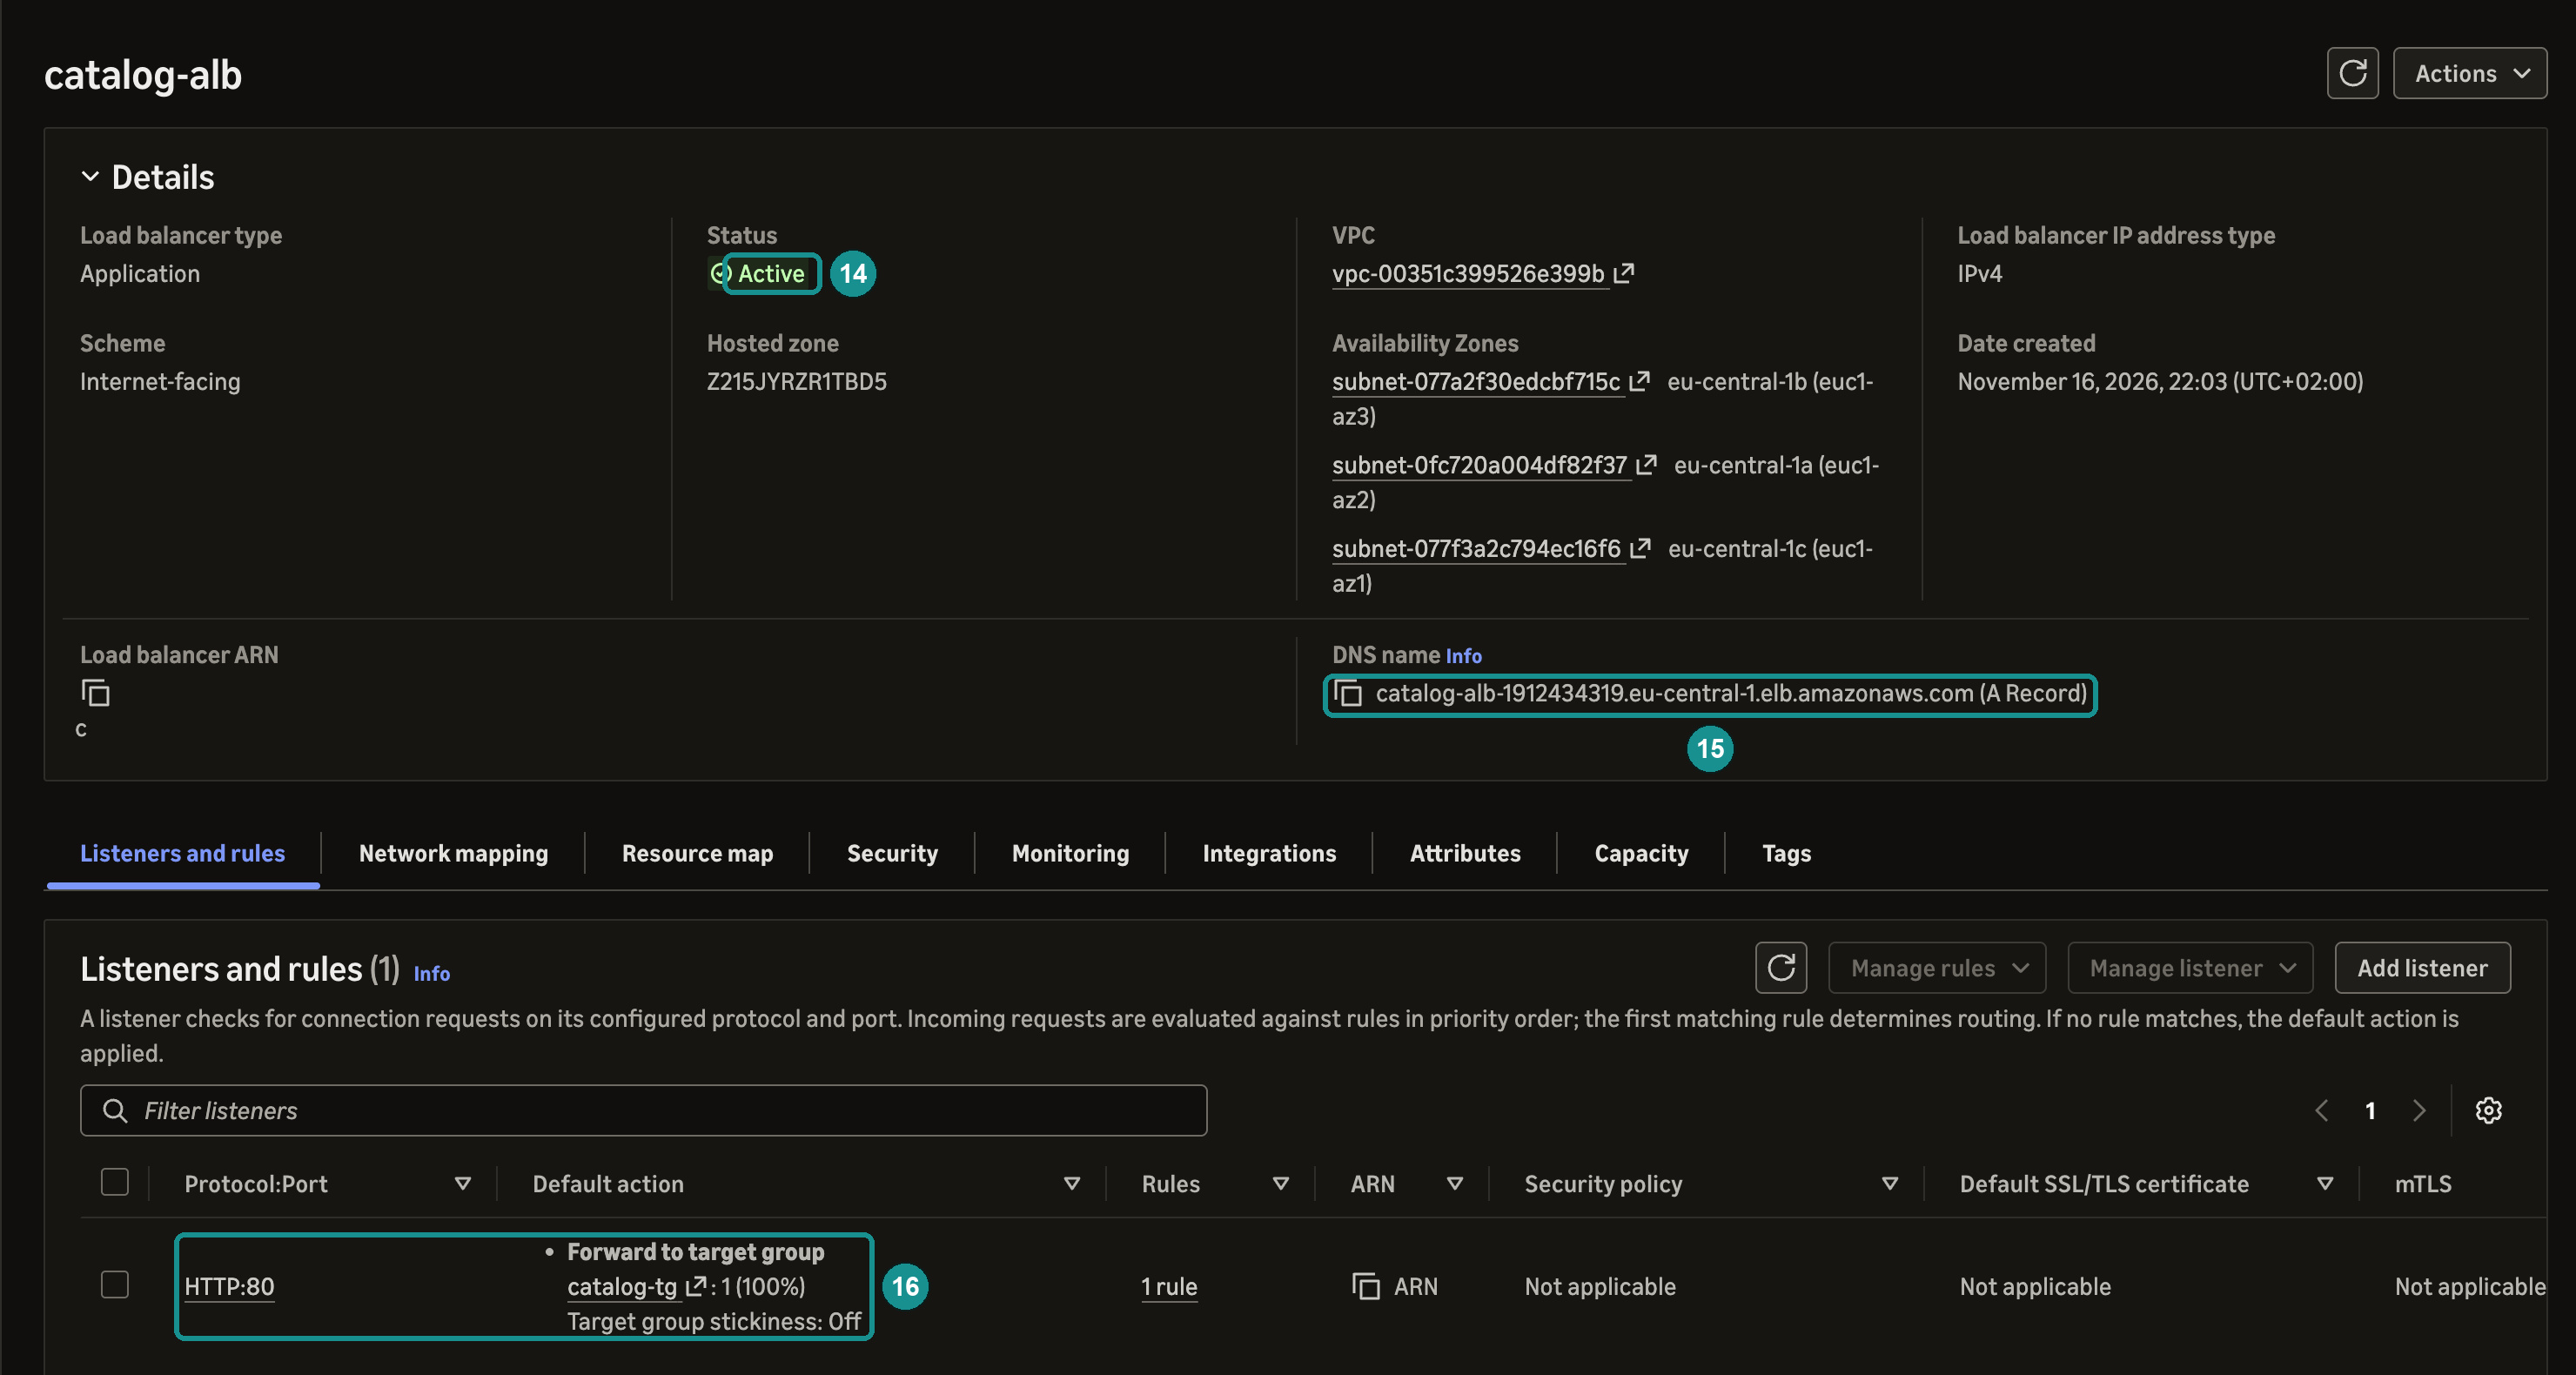 catalog-alb
Actions
Details
Load balancer type
Application
Status
Active
14
VPC
vpc-00351c399526e399b
Load balancer IP address type
IPv4
Scheme
Internet-facing
Hosted zone
Z215JYRZR1TBD5
Availability Zones
subnet-077a2f30edcbf715c eu-central-1b (euc1-
az3)
subnet-0fc720a004df82f37 eu-central-1a (euc1-
az2)
subnet-077f3a2c794ec16f6 eu-central-1c (euc1-
az1)
Date created
November 16, 2026, 22:03 (UTC+02:00)
Load balancer ARN
c
DNS name Info
catalog-alb-1912434319.eu-central-1.elb.amazonaws.com (A Record)
15
Listeners and rules
Network mapping
Resource map
Security
Monitoring
Integrations
Attributes
Capacity
Tags
Listeners and rules (1) Info
Manage rules
Manage listener
Add listener
A listener checks for connection requests on its configured protocol and port. Incoming requests are evaluated against rules in priority order; the first matching rule determines routing. If no rule matches, the default action is
applied.
Filter listeners
1
Protocol:Port
Default action
Rules
ARN
Security policy
Default SSL/TLS certificate
mTLS
HTTP:80
• Forward to target group
catalog-tg : 1 (100%)
Target group stickiness: Off
16
1 rule
ARN
Not applicable
Not applicable
Not applicable